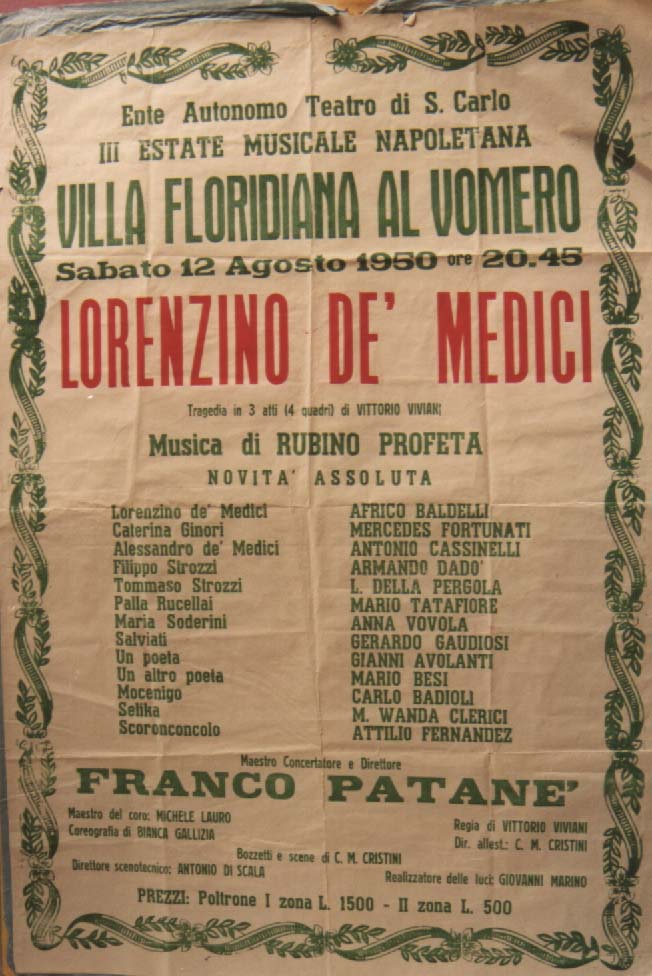 Ente Autonomo Teatro di S. Carlo
III ESTATE MUSICALE NAPOLETANA
VILLA FLORIDIANA AL VOMERO
Sabato 12 Agosto 1950 ore 20.45
LORENZINO DE' MEDICI
Tragedia in 3 atti (4 quadri) di VITTORIO VIVIANI
Musica di RUBINO PROFETA
NOVITA' ASSOLUTA
Lorenzino de' Medici AFRICO BALDELLI
Caterina Ginori MERCEDES FORTUNATI
Alessandro de' Medici ANTONIO CASSINELLI
Filippo Strozzi ARMANDO DADO'
Tommaso Strozzi L. DELLA PERGOLA
Palla Rucellai MARIO TATAFIORE
Maria Soderini ANNA VOVOLA
Salviati GERARDO GAUDIOSI
Un poeta GIANNI AVOLANTI
Un altro poeta MARIO BESI
Mocenigo CARLO BADIOLI
Selika M. WANDA CLERICI
Scoronconcolo ATTILIO FERNANDEZ
Maestro Concertatore e Direttore
FRANCO PATANE'
Maestro del coro: MICHELE LAURO
Coreografia di BIANCA GALLIZIA
Regia di VITTORIO VIVIANI
Dir. allest.: C. M. CRISTINI
Bozzetti e scene di C. M. CRISTINI
Direttore scenotecnico: ANTONIO DI SCALA
Realizzatore delle luci: GIOVANNI MARINO
PREZZI: Poltrone I zona L. 1500 - II zona L. 500